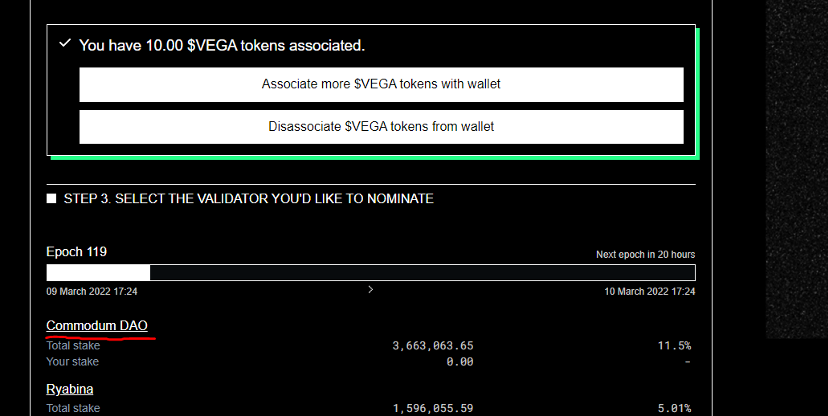 You have 10.00 $VEGA tokens associated.
Associate more $VEGA tokens with wallet
Disassociate $VEGA tokens from wallet
STEP 3. SELECT THE VALIDATOR YOU'D LIKE TO NOMINATE
Epoch 119 Next epoch in 20 hours
09 March 2022 17:24 10 March 2022 17:24
Commodum DAO
Total stake 3,663,063.65 11.5%
Your stake 0.00 -
Ryabina
Total stake 1,596,055.59 5.01%